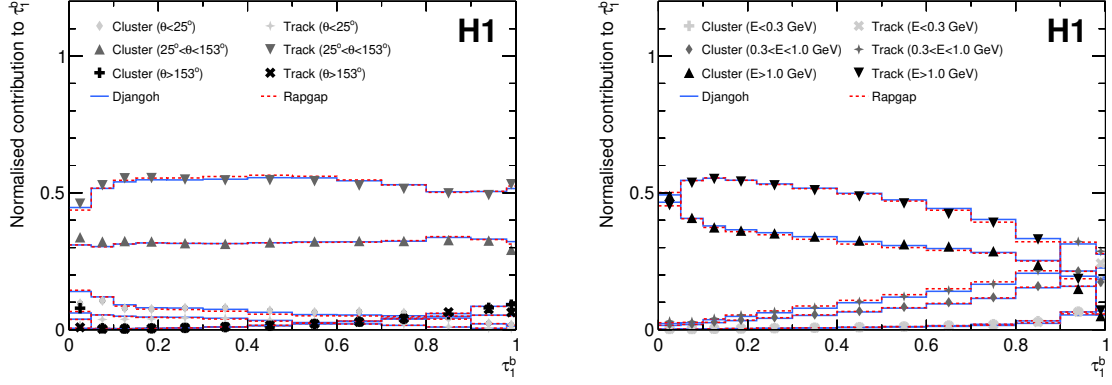 Normalised contribution to τ₁ᵇ
H1
Cluster (θ<25°)
Track (θ<25°)
Cluster (25°<θ<153°)
Track (25°<θ<153°)
Cluster (θ>153°)
Track (θ>153°)
Djangoh
Rapgap
1
0.5
0
0 0.2 0.4 0.6 0.8 1
τ₁ᵇ
Normalised contribution to τ₁ᵇ
H1
Cluster (E<0.3 GeV)
Track (E<0.3 GeV)
Cluster (0.3<E<1.0 GeV)
Track (0.3<E<1.0 GeV)
Cluster (E>1.0 GeV)
Track (E>1.0 GeV)
Djangoh
Rapgap
1
0.5
0
0 0.2 0.4 0.6 0.8 1
τ₁ᵇ